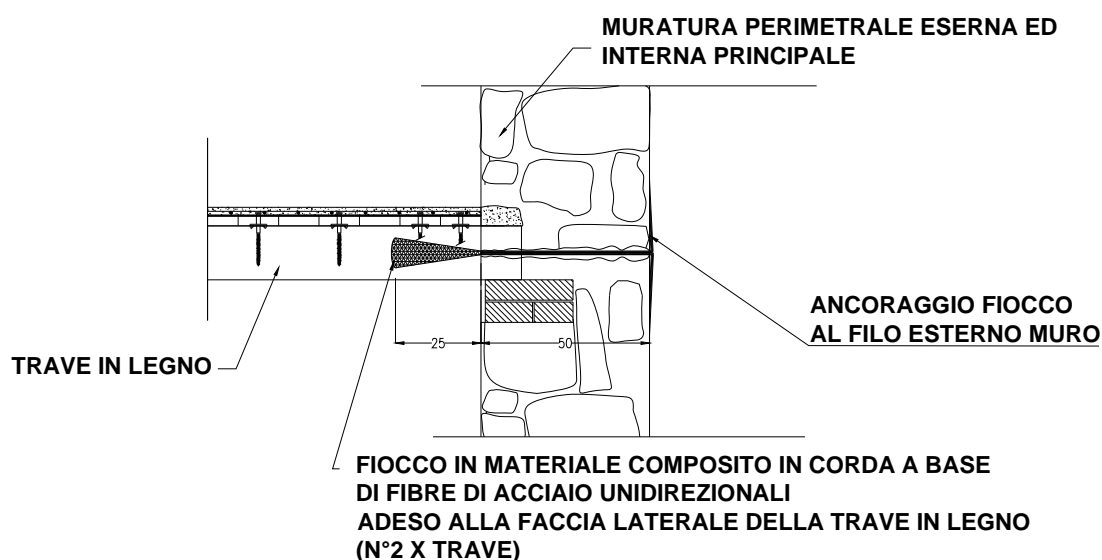 MURATURA PERIMETRALE ESERNA ED
INTERNA PRINCIPALE
ANCORAGGIO FIOCCO
AL FILO ESTERNO MURO
25
50
TRAVE IN LEGNO
FIOCCO IN MATERIALE COMPOSITO IN CORDA A BASE
DI FIBRE DI ACCIAIO UNIDIREZIONALI
ADESO ALLA FACCIA LATERALE DELLA TRAVE IN LEGNO
(N°2 X TRAVE)